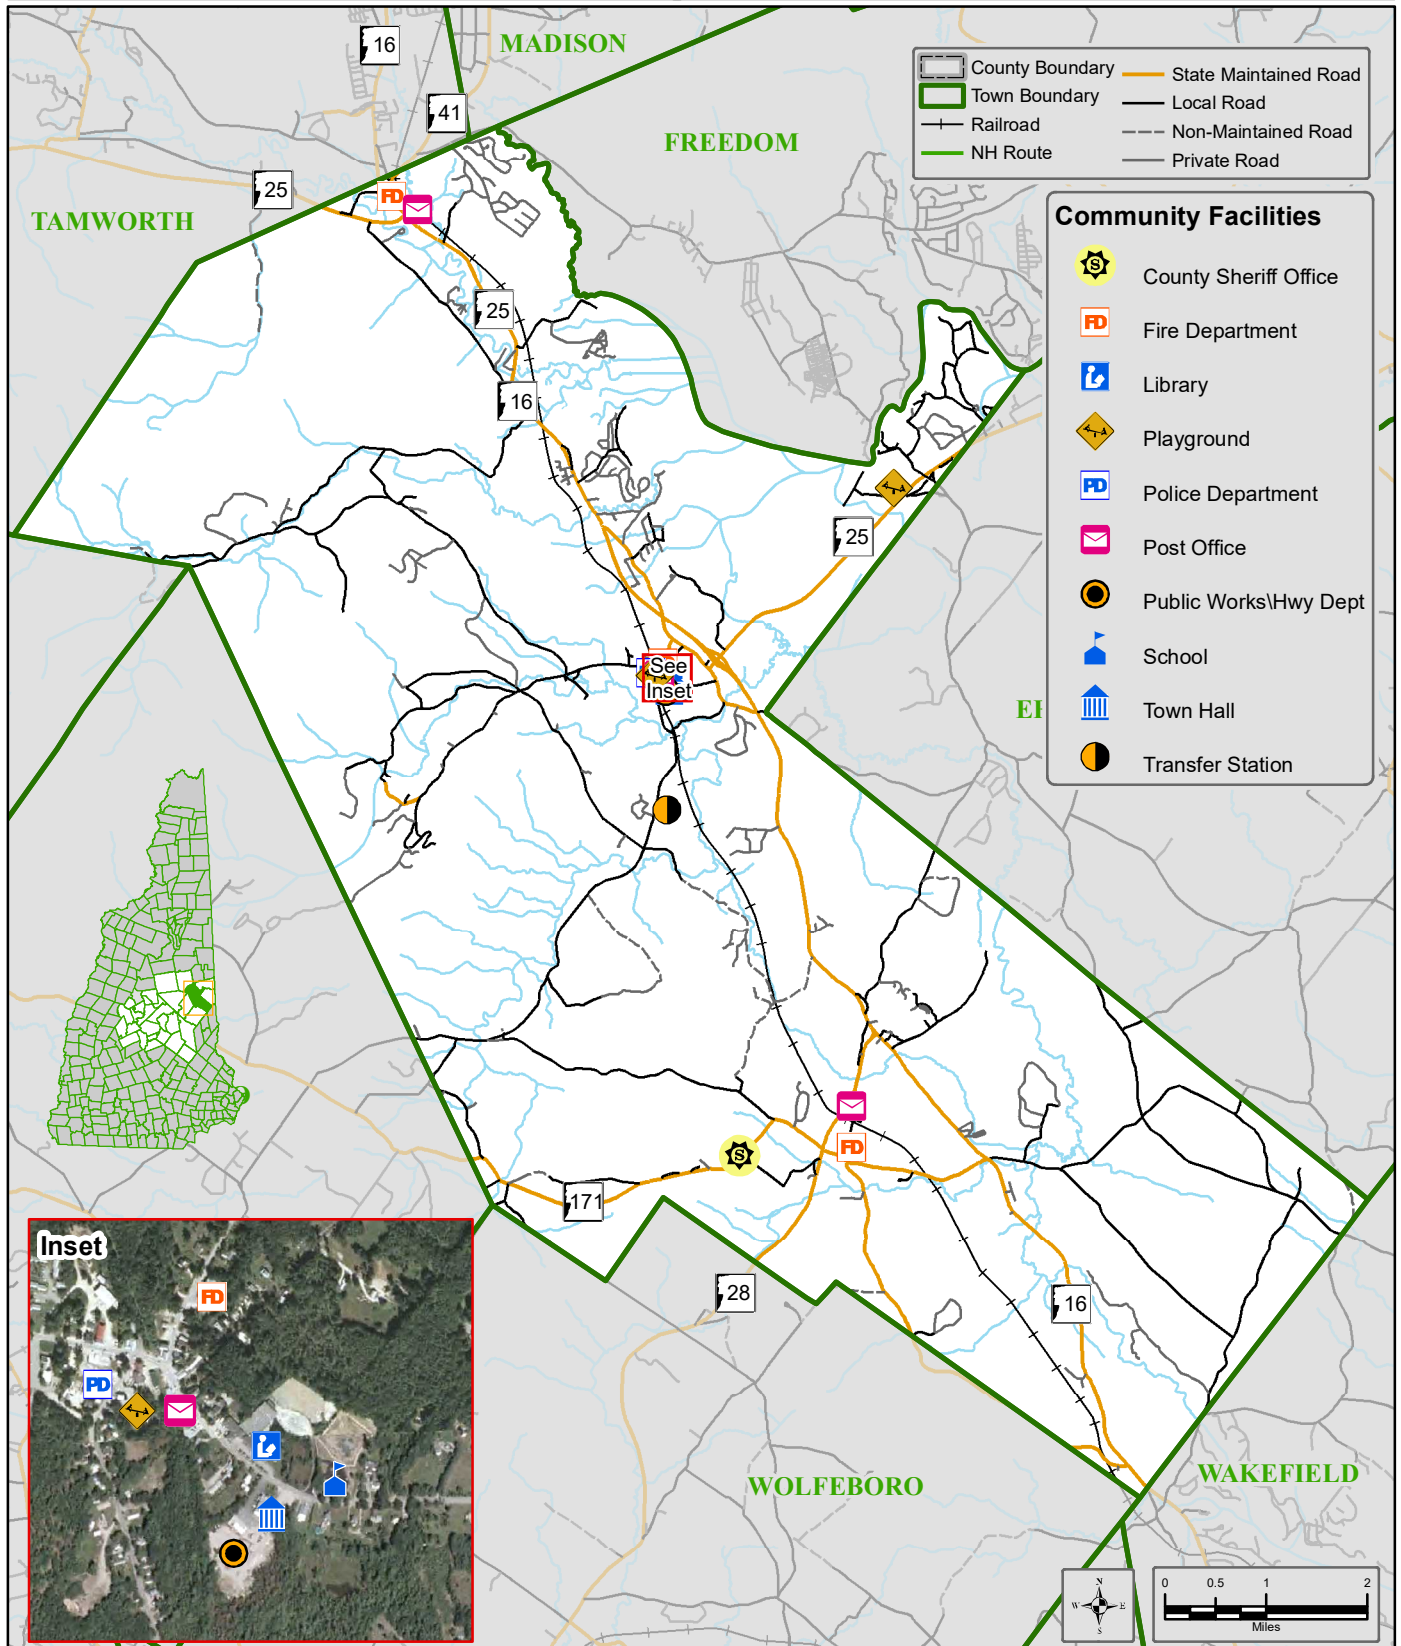 16
MADISON
41
FREEDOM
25
TAMWORTH
County Boundary
Town Boundary
Railroad
NH Route
State Maintained Road
Local Road
Non-Maintained Road
Private Road
Community Facilities
County Sheriff Office
Fire Department
Library
Playground
Police Department
Post Office
Public Works\Hwy Dept
School
Town Hall
Transfer Station
FD
25
16
25
See
Inset
S
FD
171
28
16
WOLFEBORO
WAKEFIELD
Inset
FD
PD
S
FD
PD
N
W E
S
0 0.5 1 2
Miles